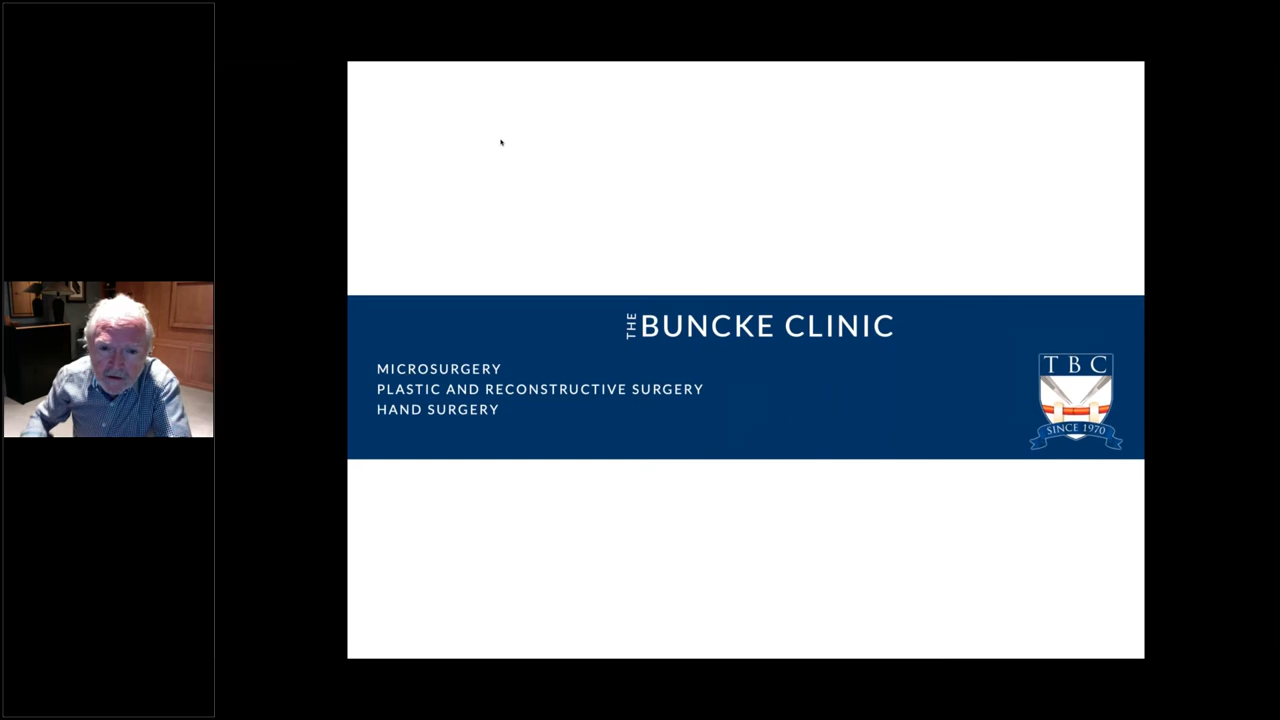 THE BUNCKE CLINIC
MICROSURGERY
PLASTIC AND RECONSTRUCTIVE SURGERY
HAND SURGERY
TBC
SINCE 1970